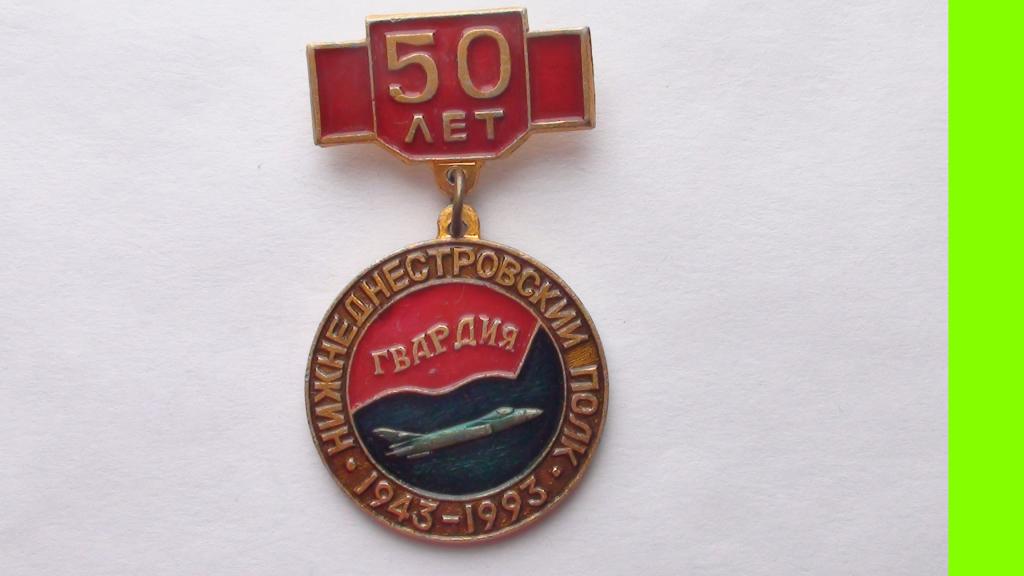 50
ЛЕТ
НИЖНЕДНЕСТРОВСКИЙ ПОЛК
ГВАРДИЯ
· 1943-1993 ·